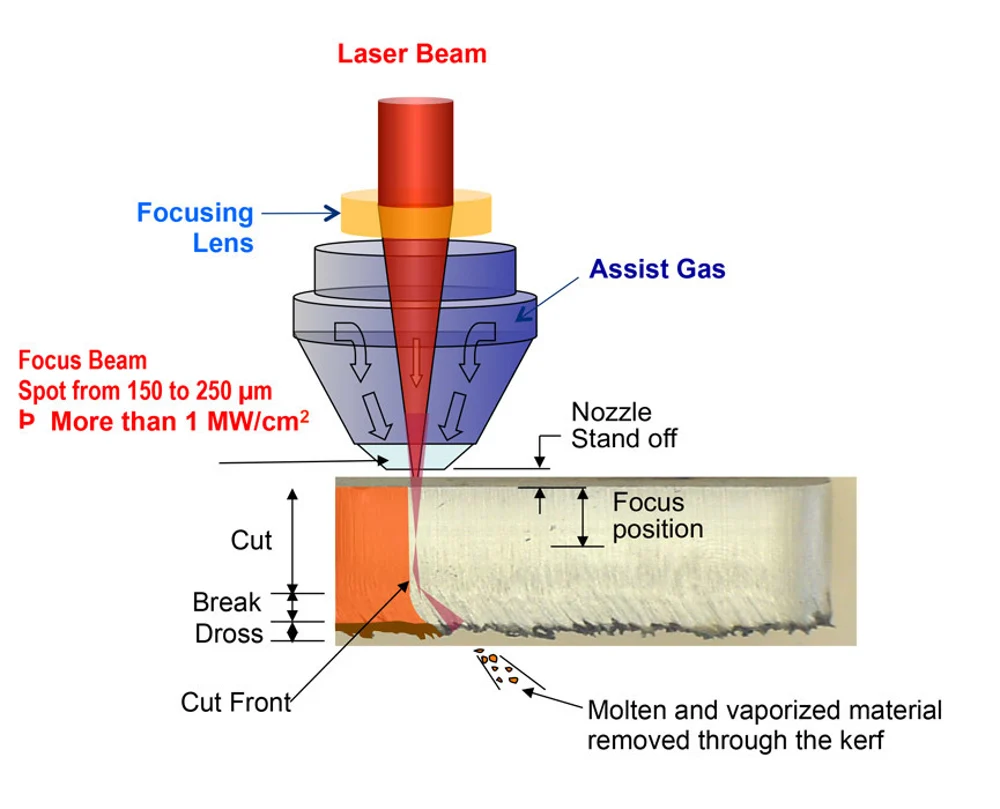 Laser Beam
Focusing
Lens
Assist Gas
Focus Beam
Spot from 150 to 250 µm
Þ More than 1 MW/cm²
Nozzle
Stand off
Focus
position
Cut
Break
Dross
Cut Front
Molten and vaporized material
removed through the kerf